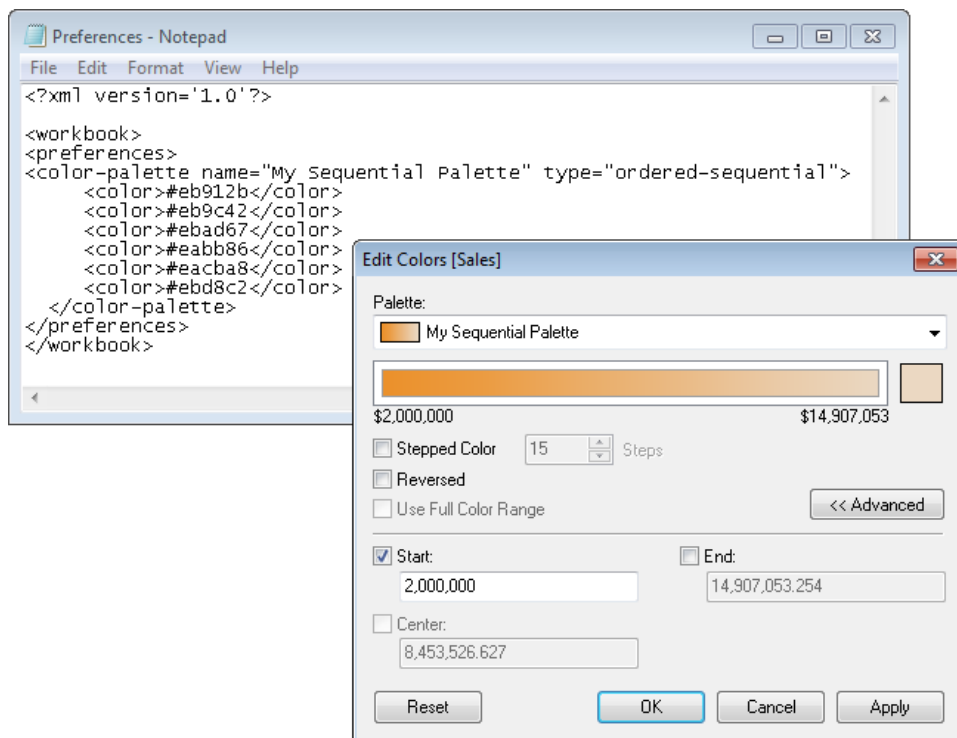 Preferences - Notepad
File Edit Format View Help
<?xml version='1.0'?>
<workbook>
<preferences>
<color-palette name="My Sequential Palette" type="ordered-sequential">
<color>#eb912b</color>
<color>#eb9c42</color>
<color>#ebad67</color>
<color>#eabb86</color>
<color>#eacba8</color>
<color>#ebd8c2</color>
</color-palette>
</preferences>
</workbook>
Edit Colors [Sales]
Palette:
My Sequential Palette
$2,000,000 $14,907,053
Stepped Color 15 Steps
Reversed
Use Full Color Range << Advanced
Start: End:
2,000,000 14,907,053.254
Center:
8,453,526.627
Reset OK Cancel Apply